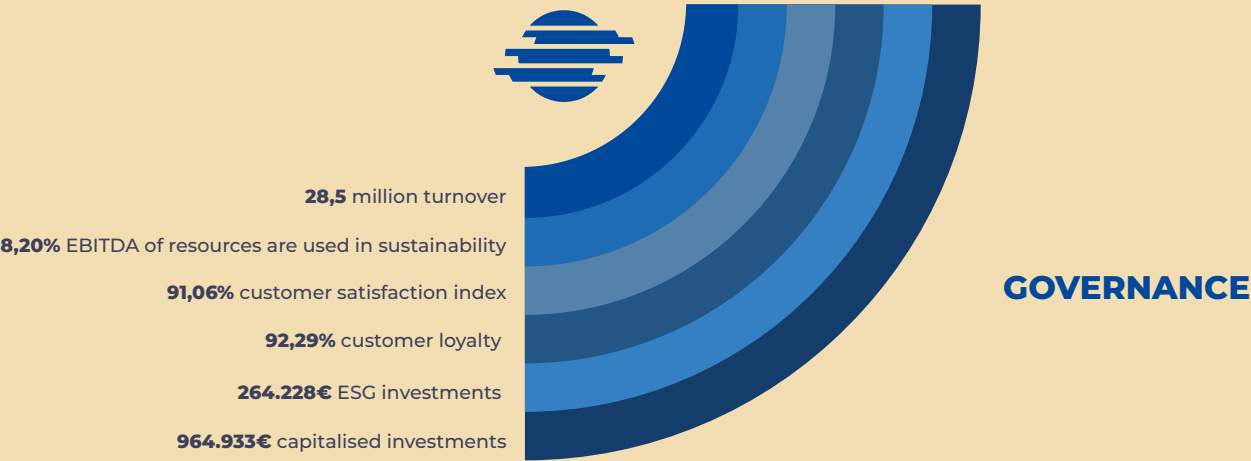 28,5 million turnover
8,20% EBITDA of resources are used in sustainability
91,06% customer satisfaction index
GOVERNANCE
92,29% customer loyalty
264.228€ ESG investments
964.933€ capitalised investments